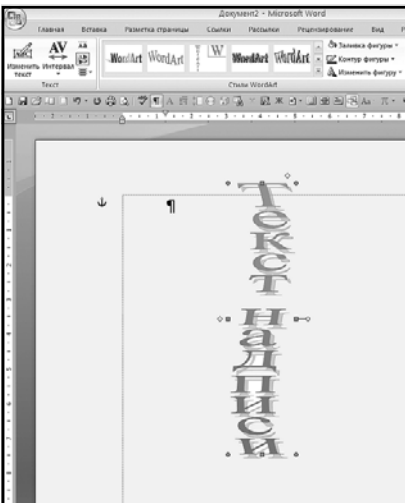 Документ2 - Microsoft Word
Главная Вставка Разметка страницы Ссылки Рассылки Рецензирование Вид
Изменить текст
AV
Интервал
WordArt WordArt W WordArt WordArt
Заливка фигуры
Контур фигуры
Изменить фигуру
Текст
Стили WordArt
¶
Текст надписи